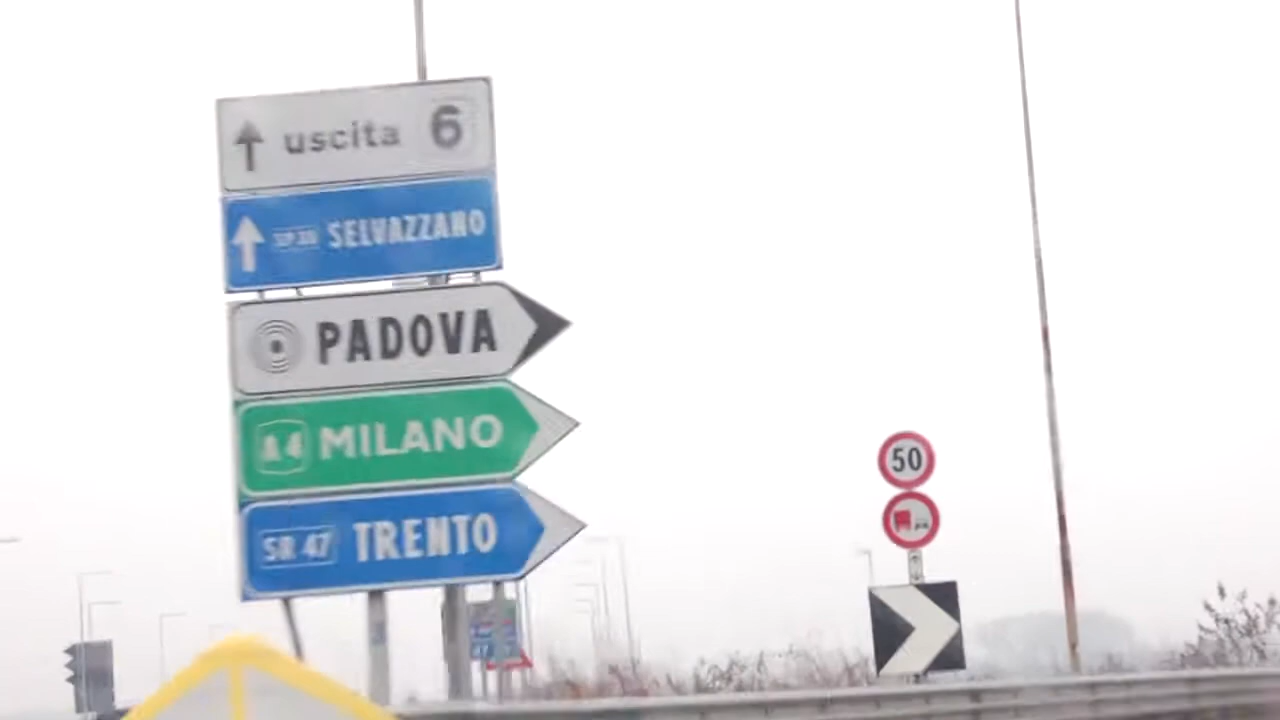 uscita 6
SELVAZZANO
PADOVA
A4 MILANO
SR 47 TRENTO
50